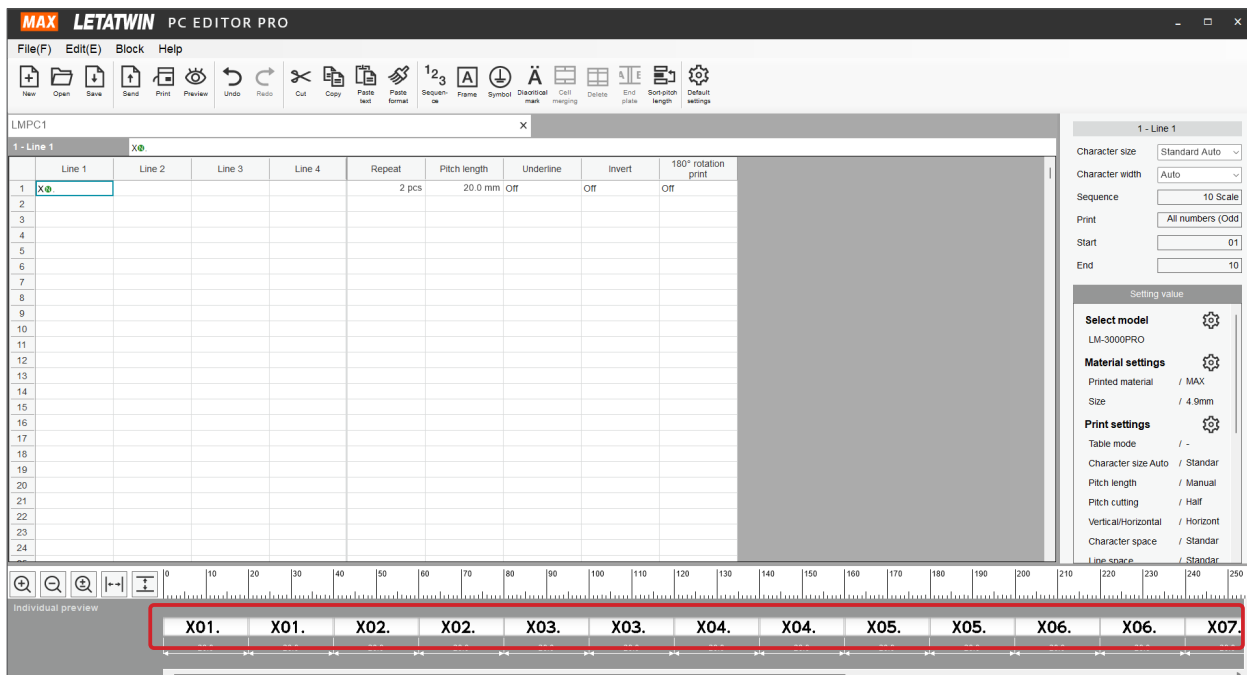 MAX LETATWIN PC EDITOR PRO
File(F) Edit(E) Block Help
New Open Save Send Print Preview Undo Redo Cut Copy Paste text Paste format Sequen-ce Frame Symbol Diacritical mark Cell merging Delete End plate Sort-pitch length Default settings
LMPC1 X
1 - Line 1
Line 1 Line 2 Line 3 Line 4 Repeat Pitch length Underline Invert 180° rotation print
1 2 pcs 20.0 mm Off Off Off
2
3
4
5
6
7
8
9
10
11
12
13
14
15
16
17
18
19
20
21
22
23
24
1 - Line 1
Character size Standard Auto
Character width Auto
Sequence 10 Scale
Print All numbers (Odd
Start 01
End 10
Setting value
Select model
LM-3000PRO
Material settings
Printed material / MAX
Size / 4.9mm
Print settings
Table mode / -
Character size Auto / Standar
Pitch length / Manual
Pitch cutting / Half
Vertical/Horizontal / Horizont
Character space / Standar
Line space / Standar
0 10 20 30 40 50 60 70 80 90 100 110 120 130 140 150 160 170 180 190 200 210 220 230 240 250
Individual preview
X01. X01. X02. X02. X03. X03. X04. X04. X05. X05. X06. X06. X07.